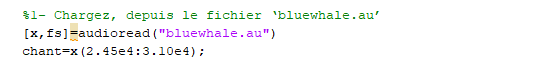 %1- Chargez, depuis le fichier ‘bluewhale.au’
[x,fs]=audioread("bluewhale.au")
chant=x(2.45e4:3.10e4);